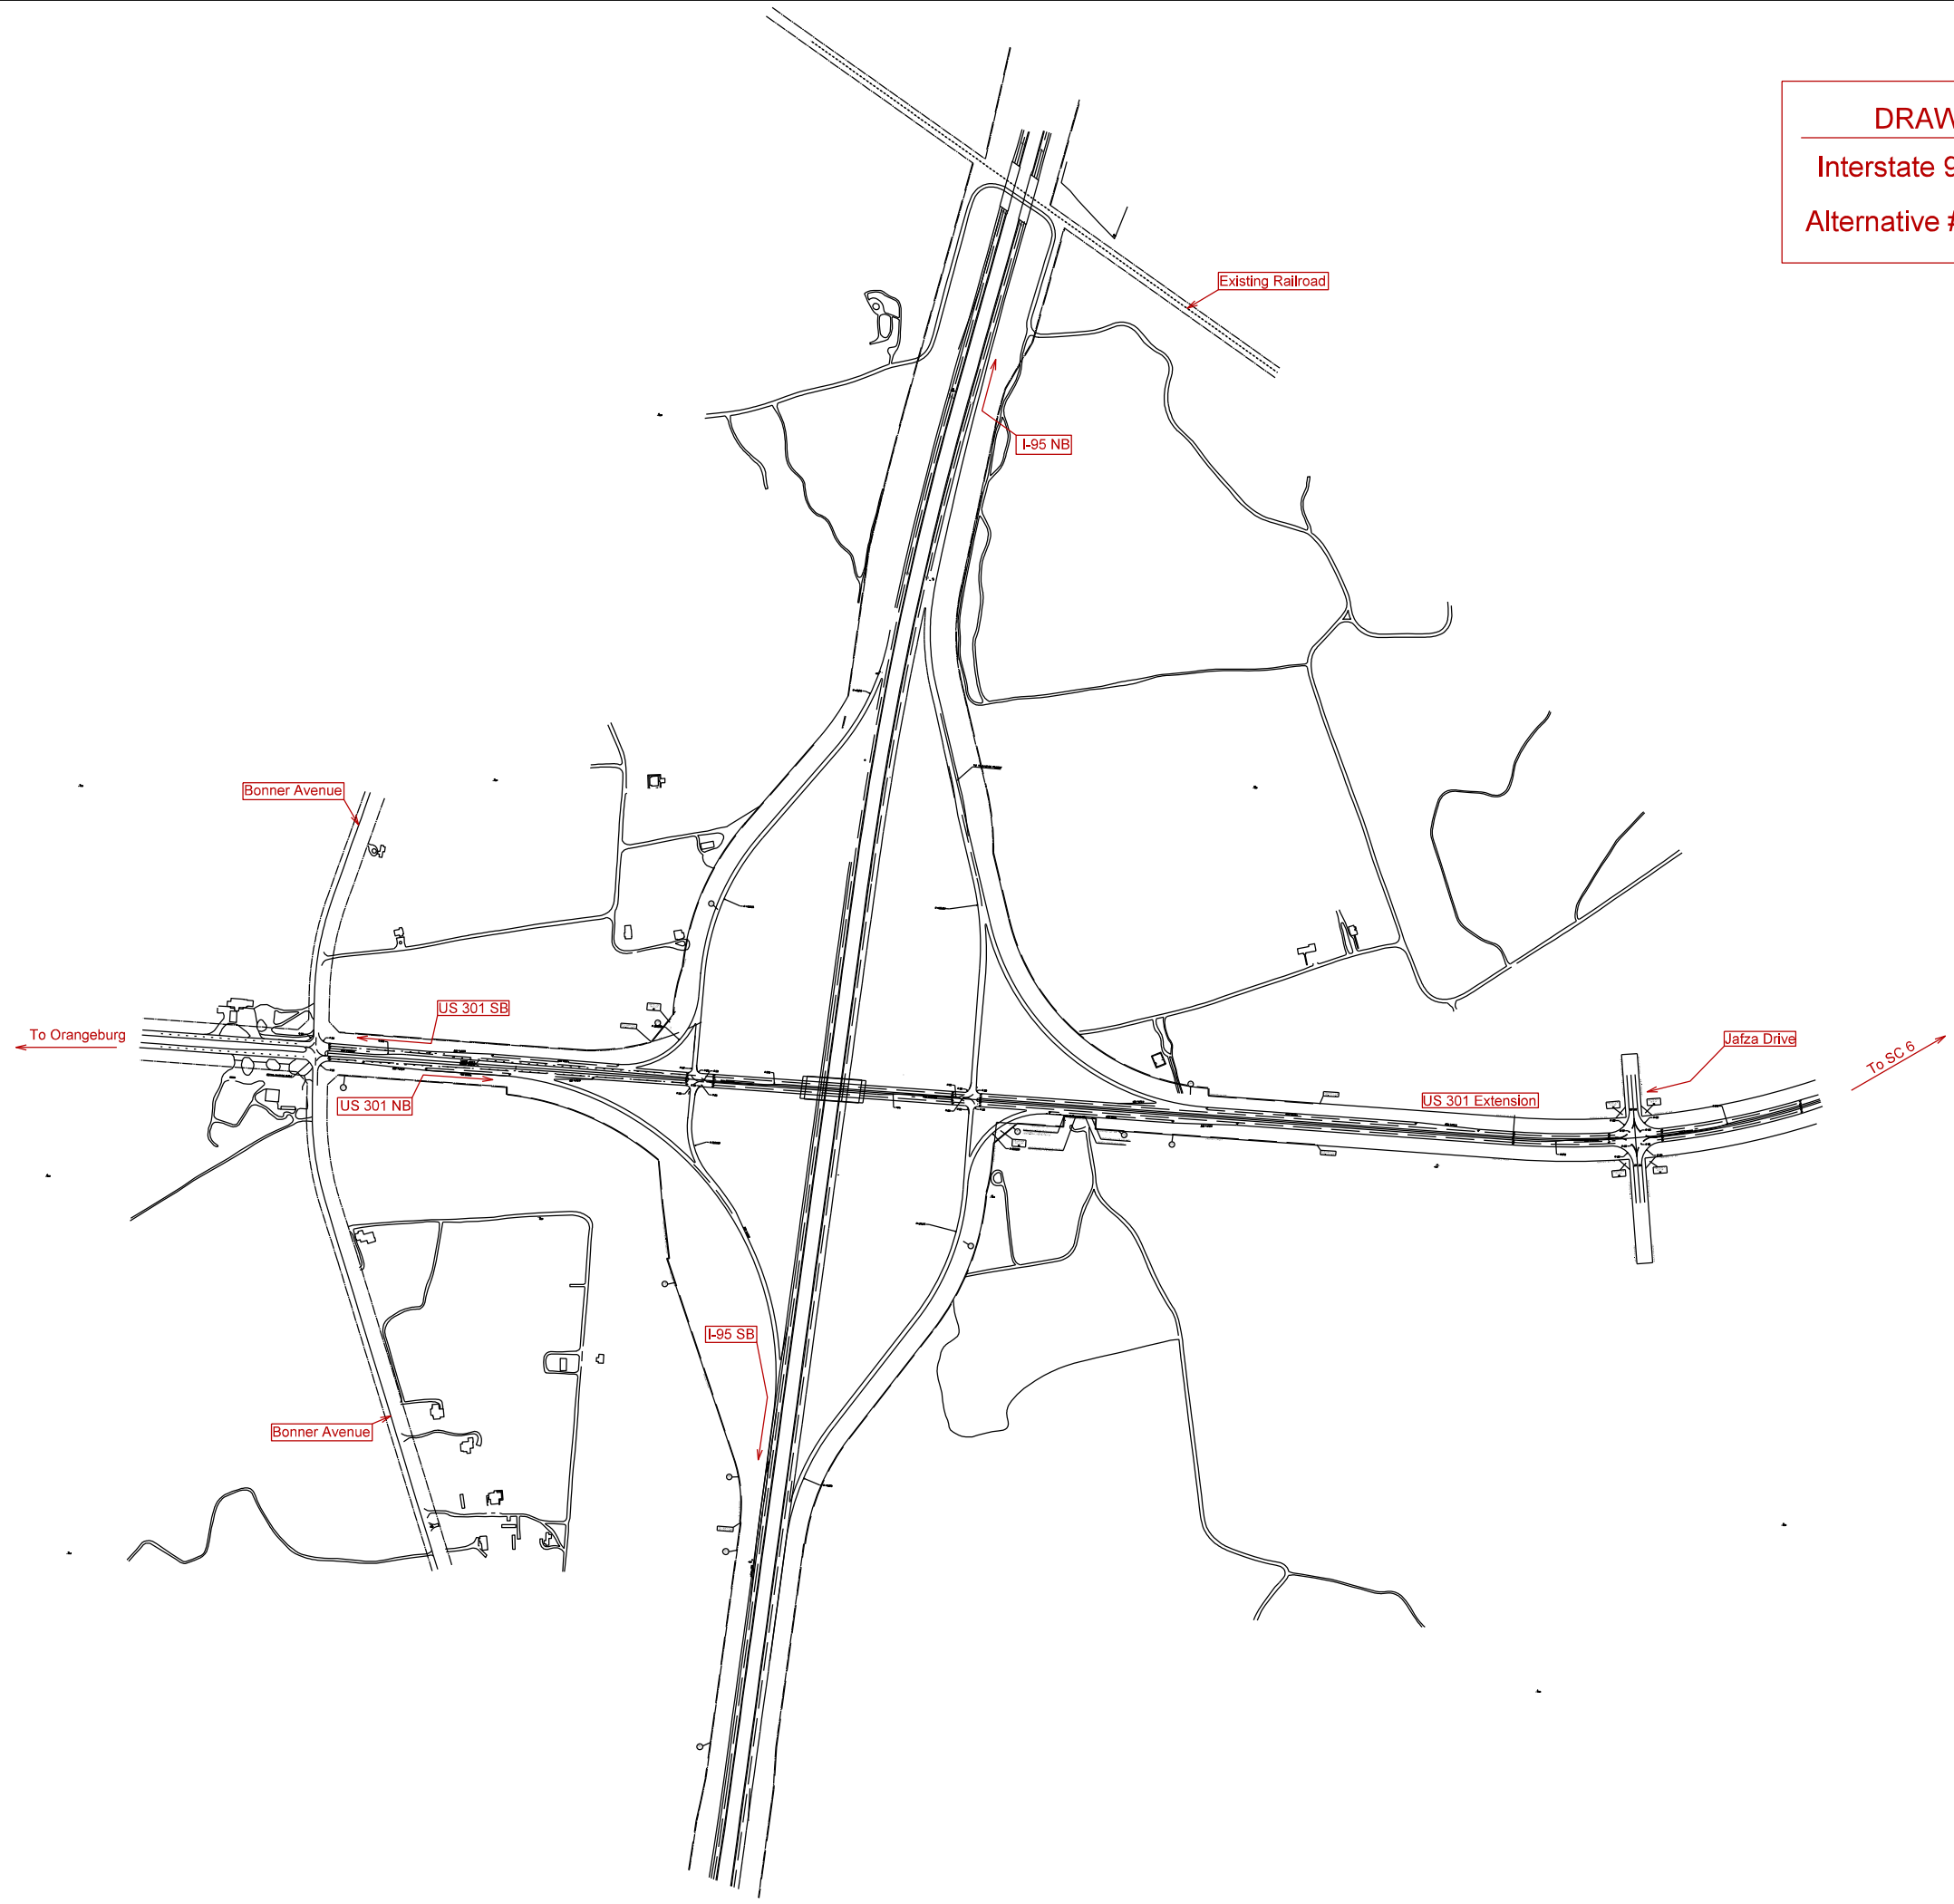 DRAW
Interstate 9
Alternative #
Existing Railroad
I-95 NB
Bonner Avenue
US 301 SB
To Orangeburg
US 301 NB
Jafza Drive
To SC 6
US 301 Extension
I-95 SB
Bonner Avenue